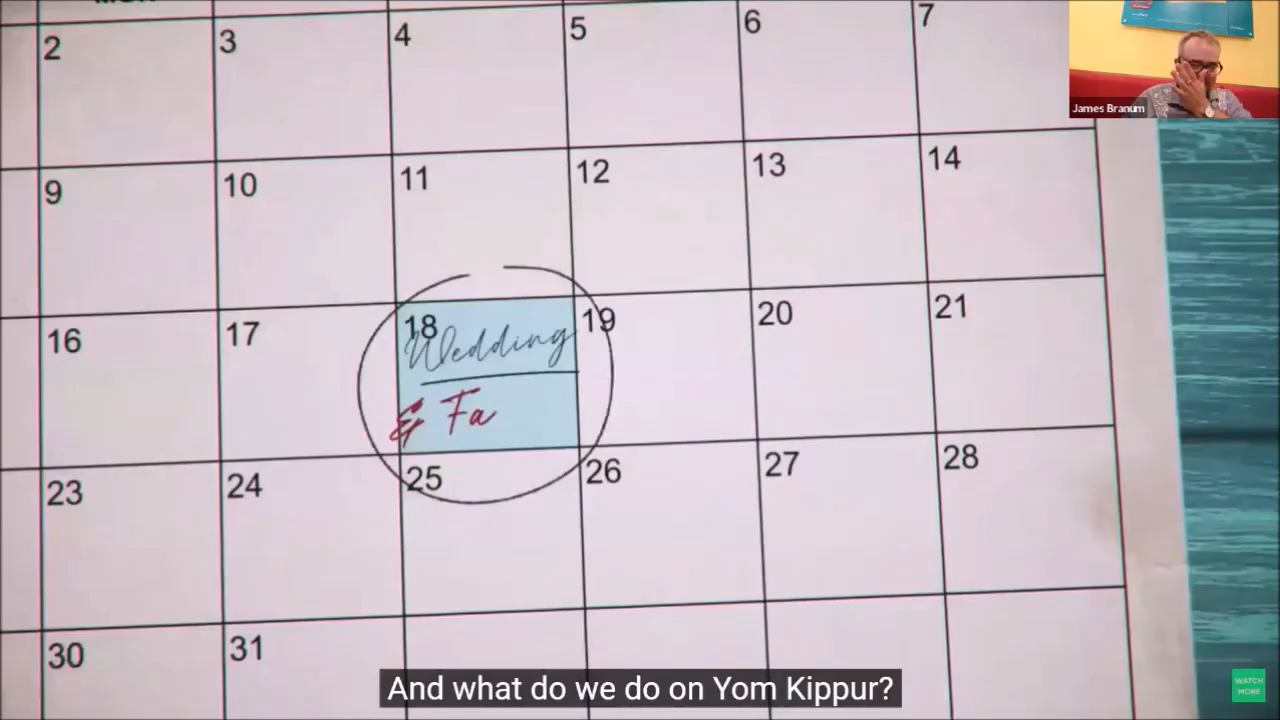 2 3 4 5 6 7
James Branum
9 10 11 12 13 14
16 17 18 19 20 21
Wedding
& Fa
23 24 25 26 27 28
30 31
And what do we do on Yom Kippur?
WATCH
MORE